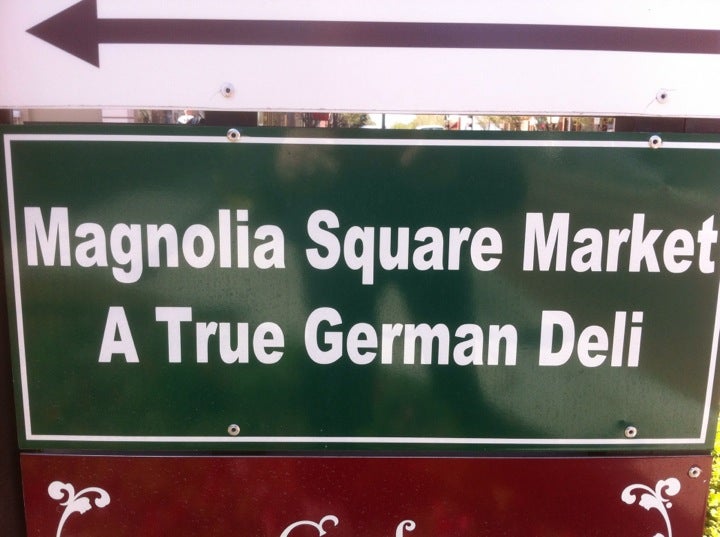 Magnolia Square Market
A True German Deli